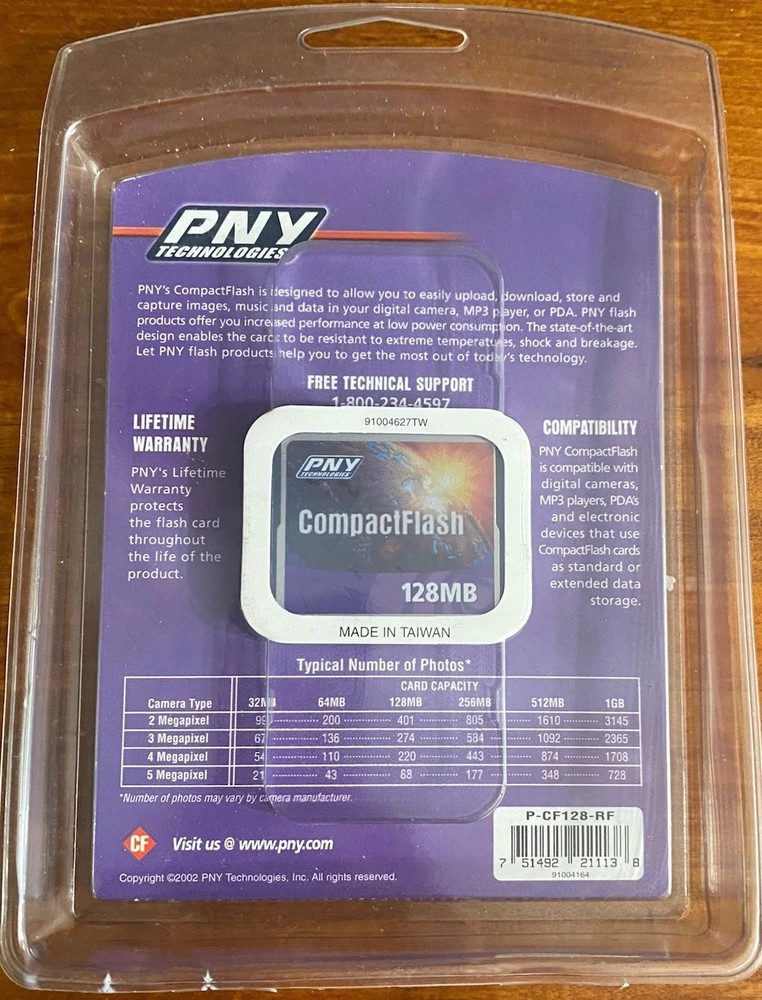 PNY
TECHNOLOGIES
PNY's CompactFlash is designed to allow you to easily upload, download, store and
capture images, music and data in your digital camera, MP3 player, or PDA. PNY flash
products offer you increased performance at low power consumption. The state-of-the-art
design enables the cards to be resistant to extreme temperatures, shock and breakage.
Let PNY flash products help you to get the most out of today's technology.
FREE TECHNICAL SUPPORT
1-800-234-4597
LIFETIME
WARRANTY
PNY's Lifetime
Warranty
protects
the flash card
throughout
the life of the
product.
91004627TW
PNY
TECHNOLOGIES
CompactFlash
128MB
MADE IN TAIWAN
COMPATIBILITY
PNY CompactFlash
is compatible with
digital cameras,
MP3 players, PDA's
and electronic
devices that use
CompactFlash cards
as standard or
extended data
storage.
Typical Number of Photos*
CARD CAPACITY
Camera Type 32MB 64MB 128MB 256MB 512MB 1GB
2 Megapixel 99 200 401 805 1610 3145
3 Megapixel 67 136 274 584 1092 2365
4 Megapixel 54 110 220 443 874 1708
5 Megapixel 21 43 88 177 348 728
*Number of photos may vary by camera manufacturer.
CF Visit us @ www.pny.com
Copyright ©2002 PNY Technologies, Inc. All rights reserved.
P-CF128-RF
7 51492 21113 8
91004164